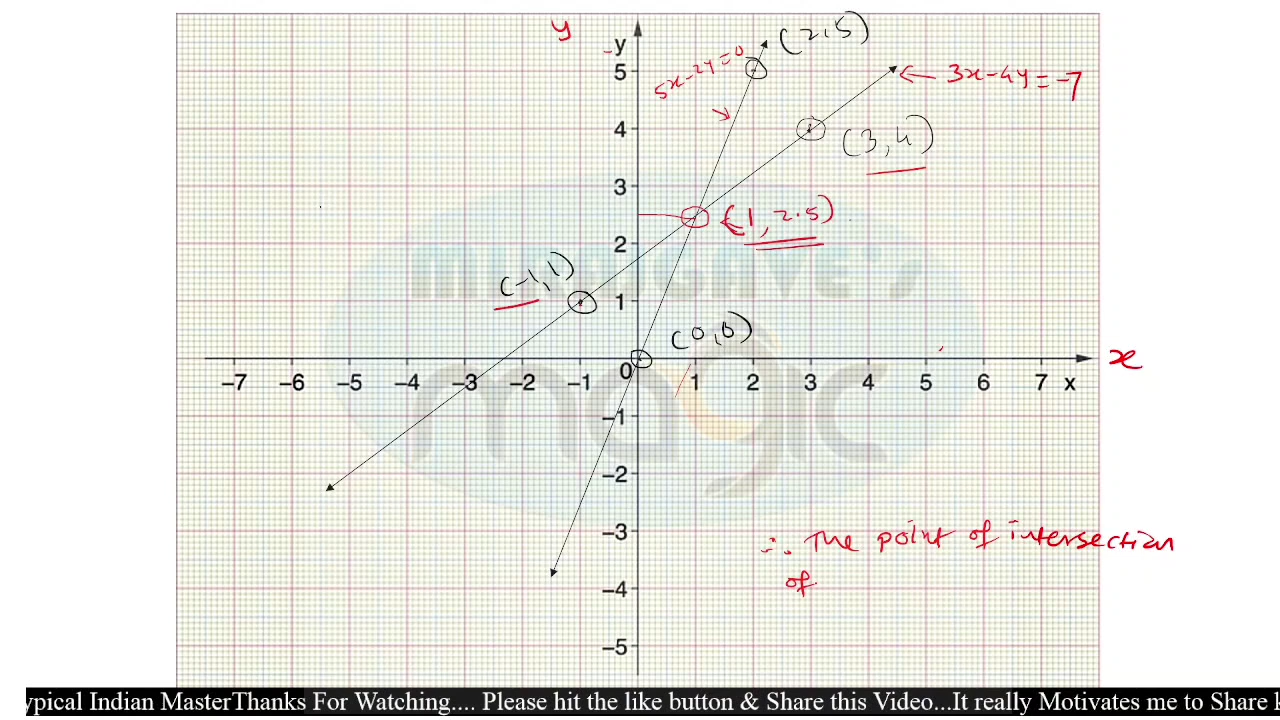 y
y
(2,5)
5x-2y=0
5
← 3x-4y=-7
4
(3,4)
3
(1, 2.5)
2
MIRAJGAVE's
(-1,1)
1
(0,0)
x
0
-7 -6 -5 -4 -3 -2 -1 1 2 3 4 5 6 7 x
-1
magic
-2
-3
∴ The point of intersection
of
-4
-5
ypical Indian MasterThanks For Watching.... Please hit the like button & Share this Video...It really Motivates me to Share